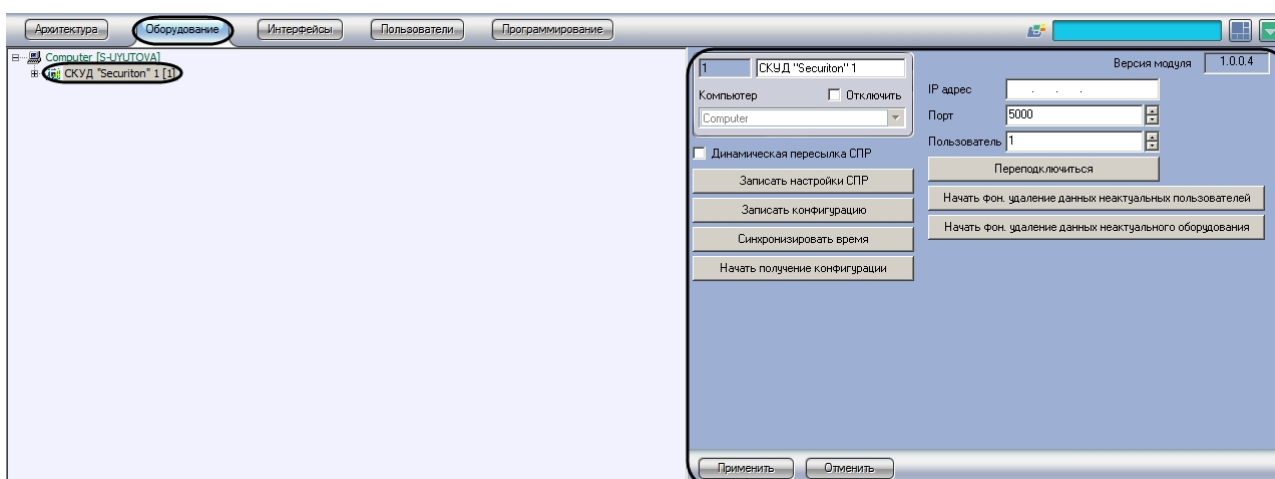 Архитектура Оборудование Интерфейсы Пользователи Программирование
Computer [S-UYUTOVA]
СКУД "Securiton" 1 [1]
1 СКУД "Securiton" 1
Компьютер Отключить
Computer
Динамическая пересылка СПР
Записать настройки СПР
Записать конфигурацию
Синхронизировать время
Начать получение конфигурации
Версия модуля 1.0.0.4
IP адрес . . .
Порт 5000
Пользователь 1
Переподключиться
Начать фон. удаление данных неактуальных пользователей
Начать фон. удаление данных неактуального оборудования
Применить Отменить